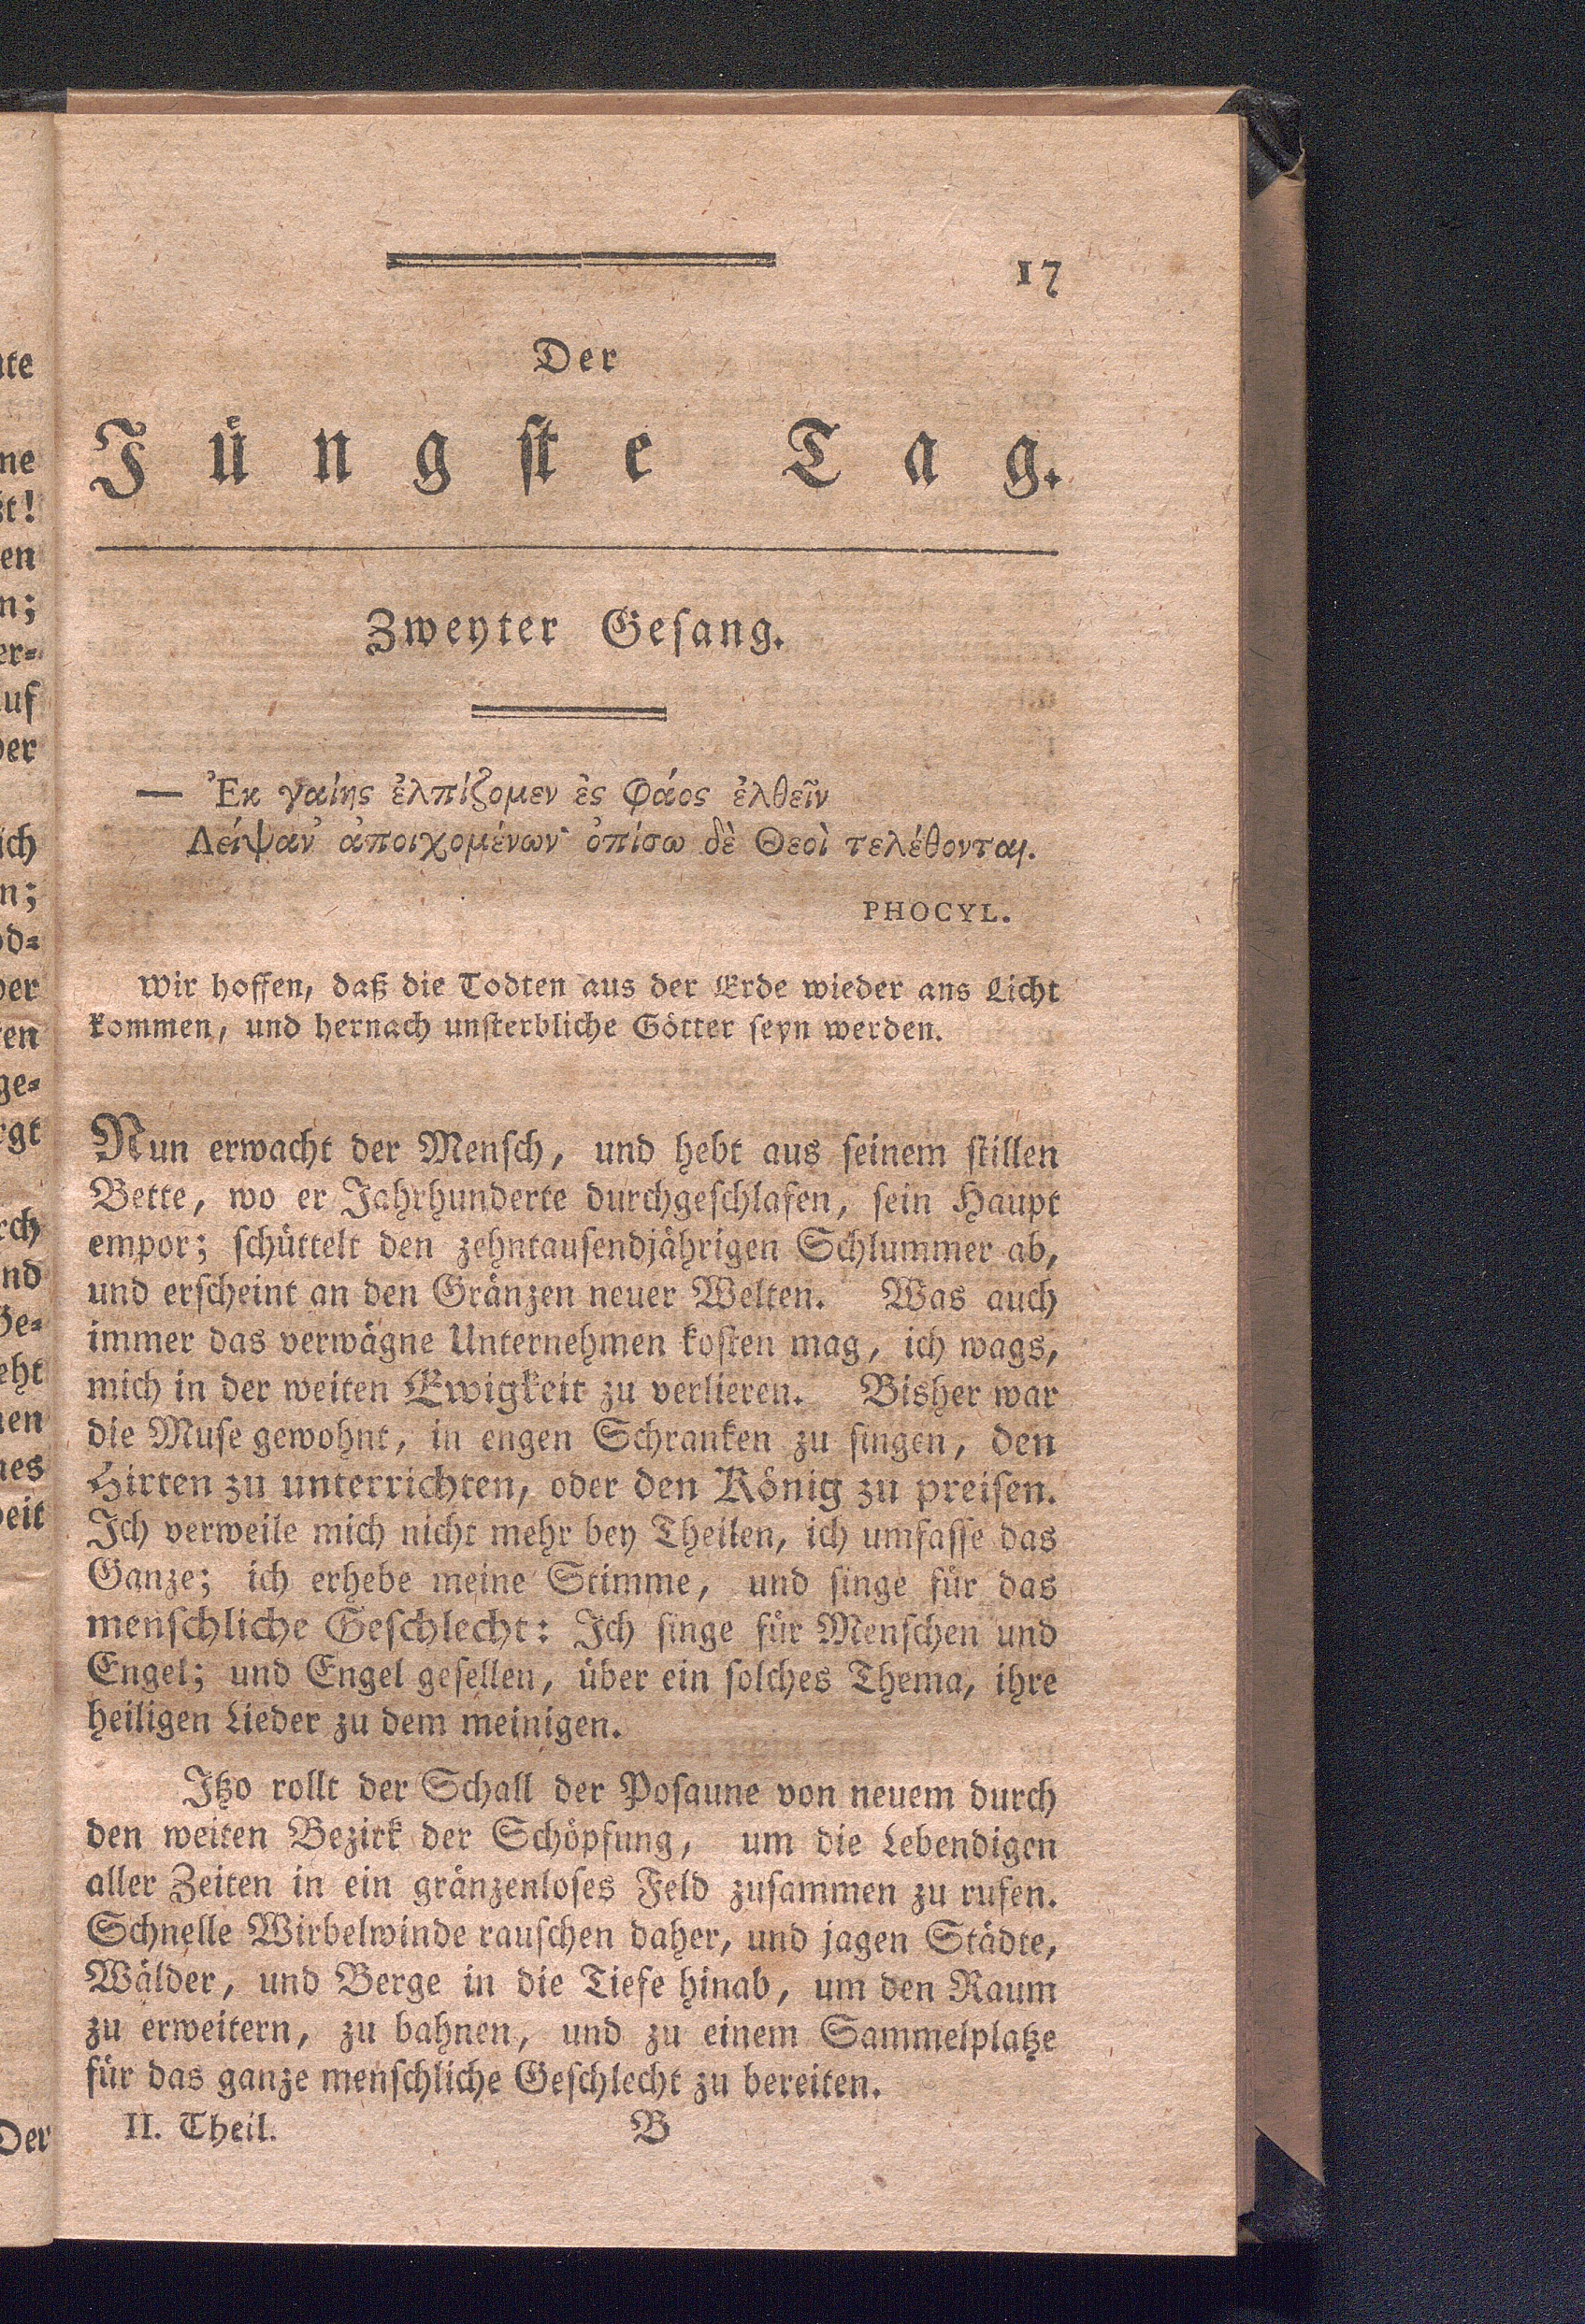 17
Der
Jüngste Tag.
Zweyter Gesang.
— Ἐκ γαίης ἐλπίζομεν ἐς φάος ἐλθεῖν
Λείψαν' ἀποιχομένων· ὀπίσω δὲ Θεοὶ τελέθονται.
PHOCYL.
Wir hoffen, daß die Todten aus der Erde wieder ans Licht
kommen, und hernach unsterbliche Götter seyn werden.
Nun erwacht der Mensch, und hebt aus seinem stillen
Bette, wo er Jahrhunderte durchgeschlafen, sein Haupt
empor; schüttelt den zehntausendjährigen Schlummer ab,
und erscheint an den Gränzen neuer Welten. Was auch
immer das verwägne Unternehmen kosten mag, ich wags,
mich in der weiten Ewigkeit zu verlieren. Bisher war
die Muse gewohnt, in engen Schranken zu singen, den
Hirten zu unterrichten, oder den König zu preisen.
Ich verweile mich nicht mehr bey Theilen, ich umfasse das
Ganze; ich erhebe meine Stimme, und singe für das
menschliche Geschlecht: Ich singe für Menschen und
Engel; und Engel gesellen, über ein solches Thema, ihre
heiligen Lieder zu dem meinigen.
Itzo rollt der Schall der Posaune von neuem durch
den weiten Bezirk der Schöpfung, um die Lebendigen
aller Zeiten in ein gränzenloses Feld zusammen zu rufen.
Schnelle Wirbelwinde rauschen daher, und jagen Städte,
Wälder, und Berge in die Tiefe hinab, um den Raum
zu erweitern, zu bahnen, und zu einem Sammelplatze
für das ganze menschliche Geschlecht zu bereiten.
II. Theil. B